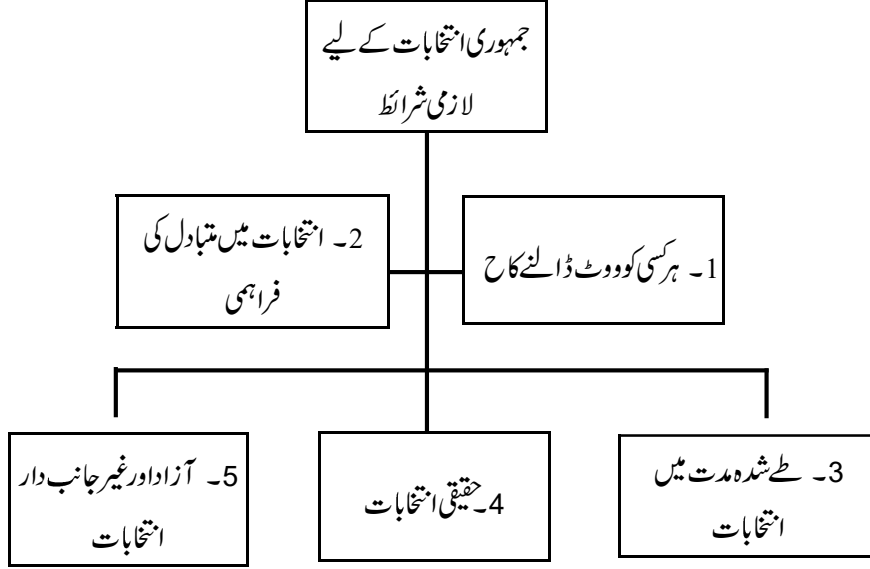 جمہوری انتخابات کے لیے
لازمی شرائط
1۔ ہر کسی کو ووٹ ڈالنے کا ح
2۔ انتخابات میں متبادل کی
فراہمی
3۔ طے شدہ مدت میں
انتخابات
4۔ حقیقی انتخابات
5۔ آزاد اور غیر جانب دار
انتخابات